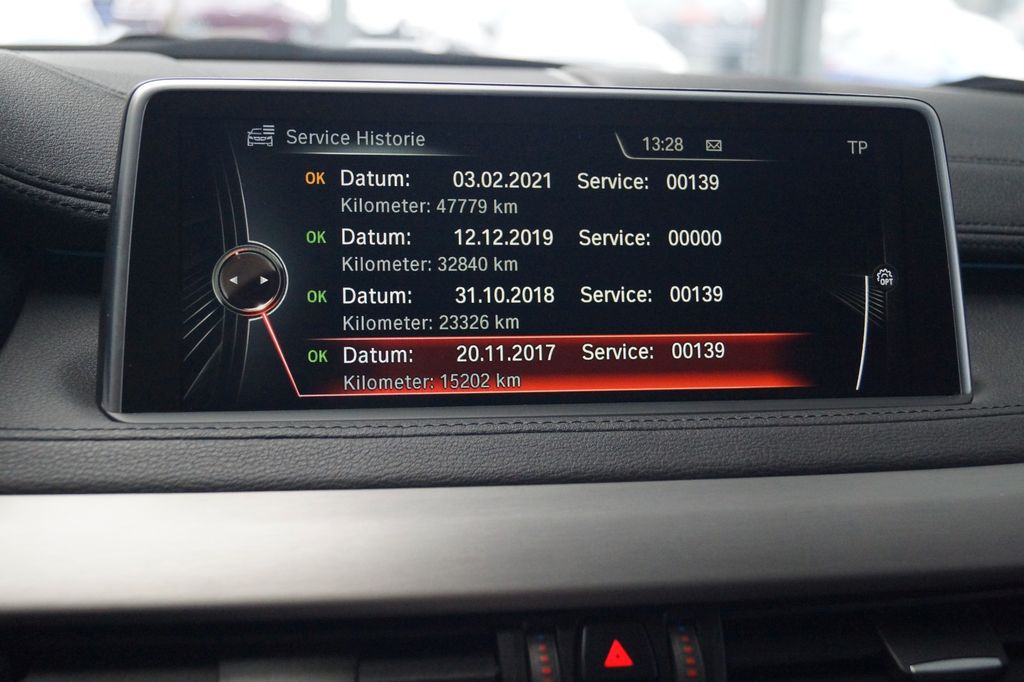 Service Historie 13:28 TP
OK Datum: 03.02.2021 Service: 00139
Kilometer: 47779 km
OK Datum: 12.12.2019 Service: 00000
Kilometer: 32840 km
OPT
OK Datum: 31.10.2018 Service: 00139
Kilometer: 23326 km
OK Datum: 20.11.2017 Service: 00139
Kilometer: 15202 km